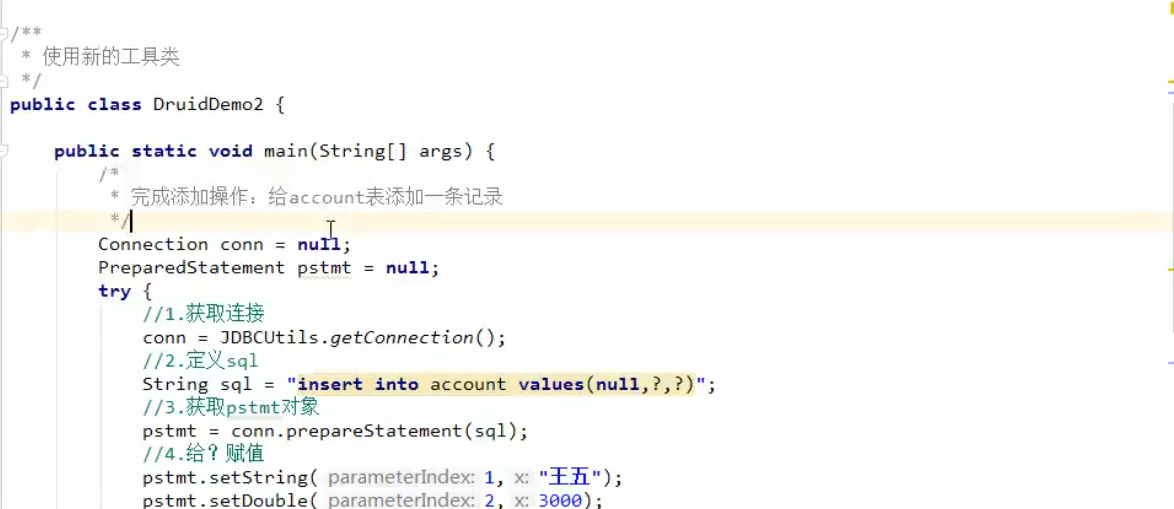 /**
* 使用新的工具类
*/
public class DruidDemo2 {
public static void main(String[] args) {
/*
* 完成添加操作：给account表添加一条记录
*/
Connection conn = null;
PreparedStatement pstmt = null;
try {
//1.获取连接
conn = JDBCUtils.getConnection();
//2.定义sql
String sql = "insert into account values(null,?,?)";
//3.获取pstmt对象
pstmt = conn.prepareStatement(sql);
//4.给？赋值
pstmt.setString( parameterIndex: 1, x: "王五");
pstmt.setDouble( parameterIndex: 2, x: 3000);